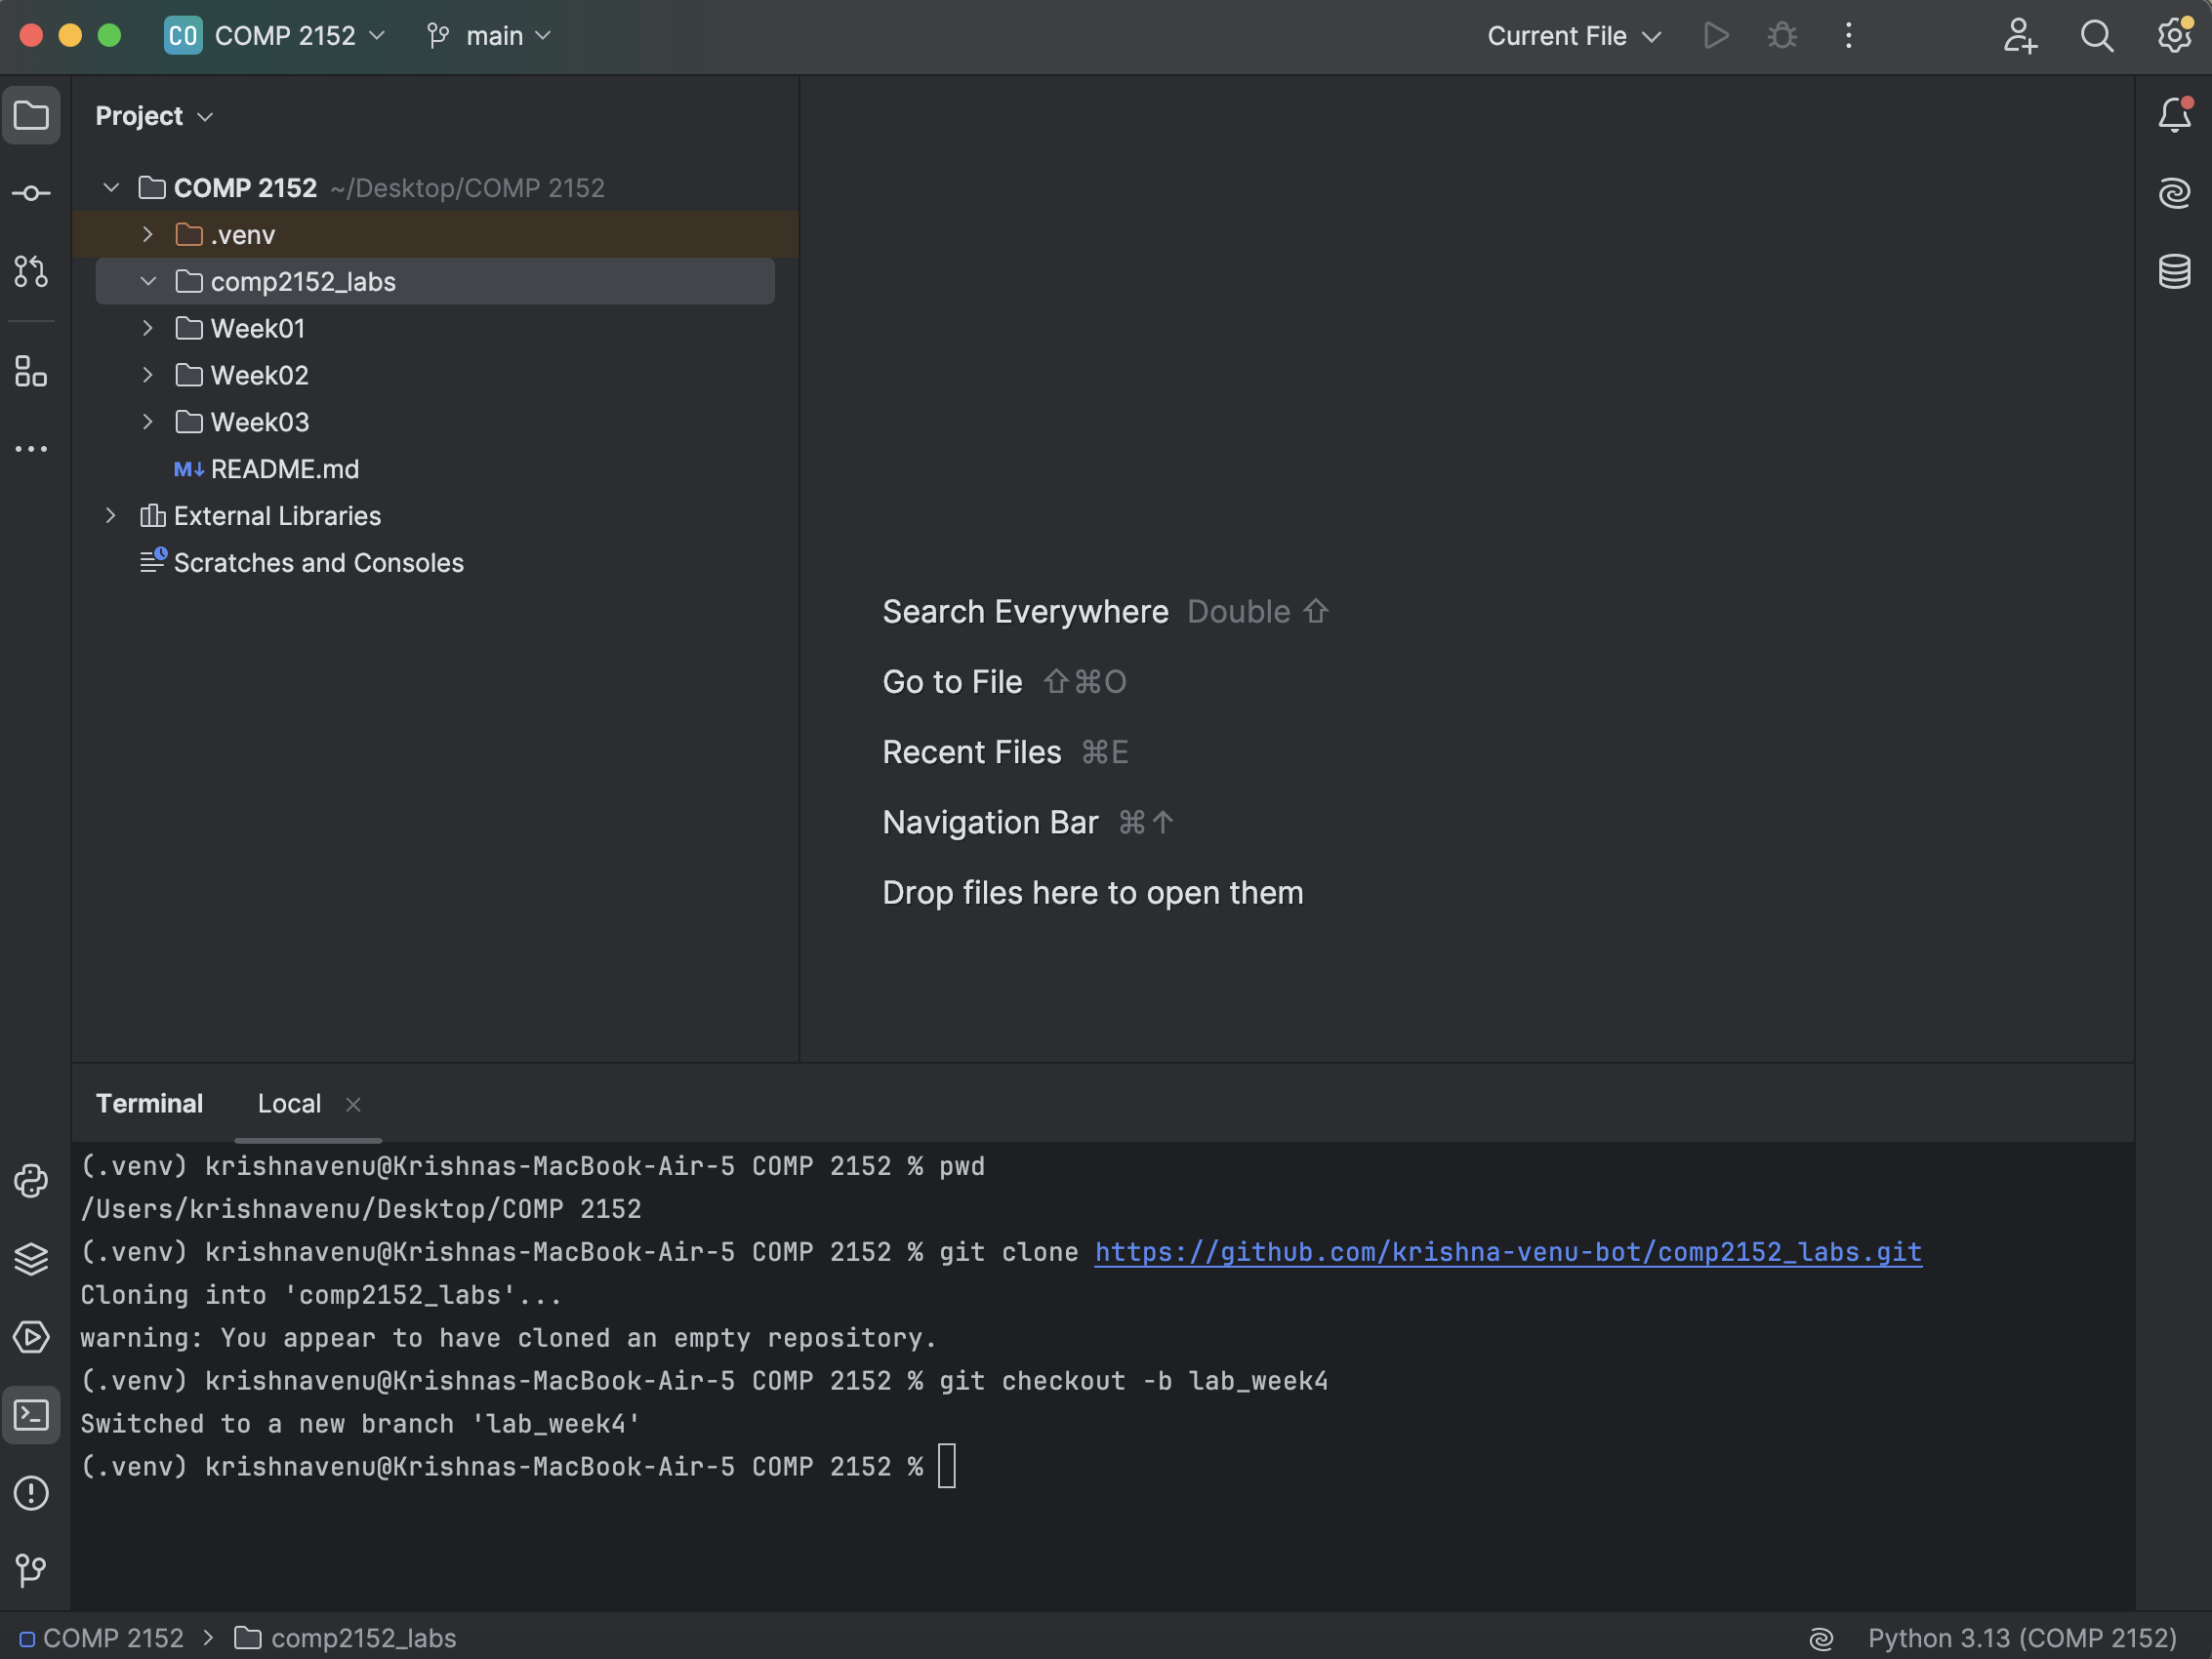 CO COMP 2152 main Current File
Project
COMP 2152 ~/Desktop/COMP 2152
.venv
comp2152_labs
Week01
Week02
Week03
M↓ README.md
External Libraries
Scratches and Consoles
Search Everywhere Double ⇧
Go to File ⇧⌘O
Recent Files ⌘E
Navigation Bar ⌘↑
Drop files here to open them
Terminal Local
(.venv) krishnavenu@Krishnas-MacBook-Air-5 COMP 2152 % pwd
/Users/krishnavenu/Desktop/COMP 2152
(.venv) krishnavenu@Krishnas-MacBook-Air-5 COMP 2152 % git clone https://github.com/krishna-venu-bot/comp2152_labs.git
Cloning into 'comp2152_labs'...
warning: You appear to have cloned an empty repository.
(.venv) krishnavenu@Krishnas-MacBook-Air-5 COMP 2152 % git checkout -b lab_week4
Switched to a new branch 'lab_week4'
(.venv) krishnavenu@Krishnas-MacBook-Air-5 COMP 2152 %
COMP 2152 > comp2152_labs Python 3.13 (COMP 2152)